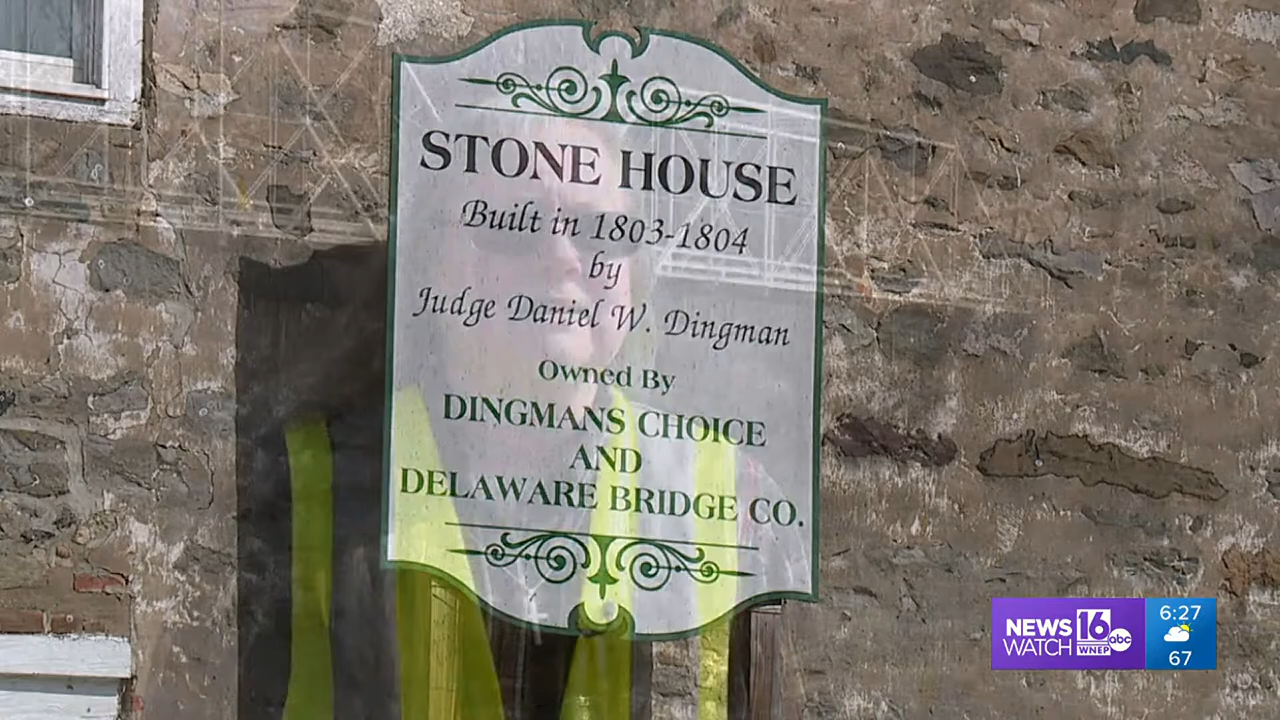 STONE HOUSE
Built in 1803-1804
by
Judge Daniel W. Dingman
Owned By
DINGMANS CHOICE
AND
DELAWARE BRIDGE CO.
NEWS 16 abc
WATCH WNEP
6:27
67